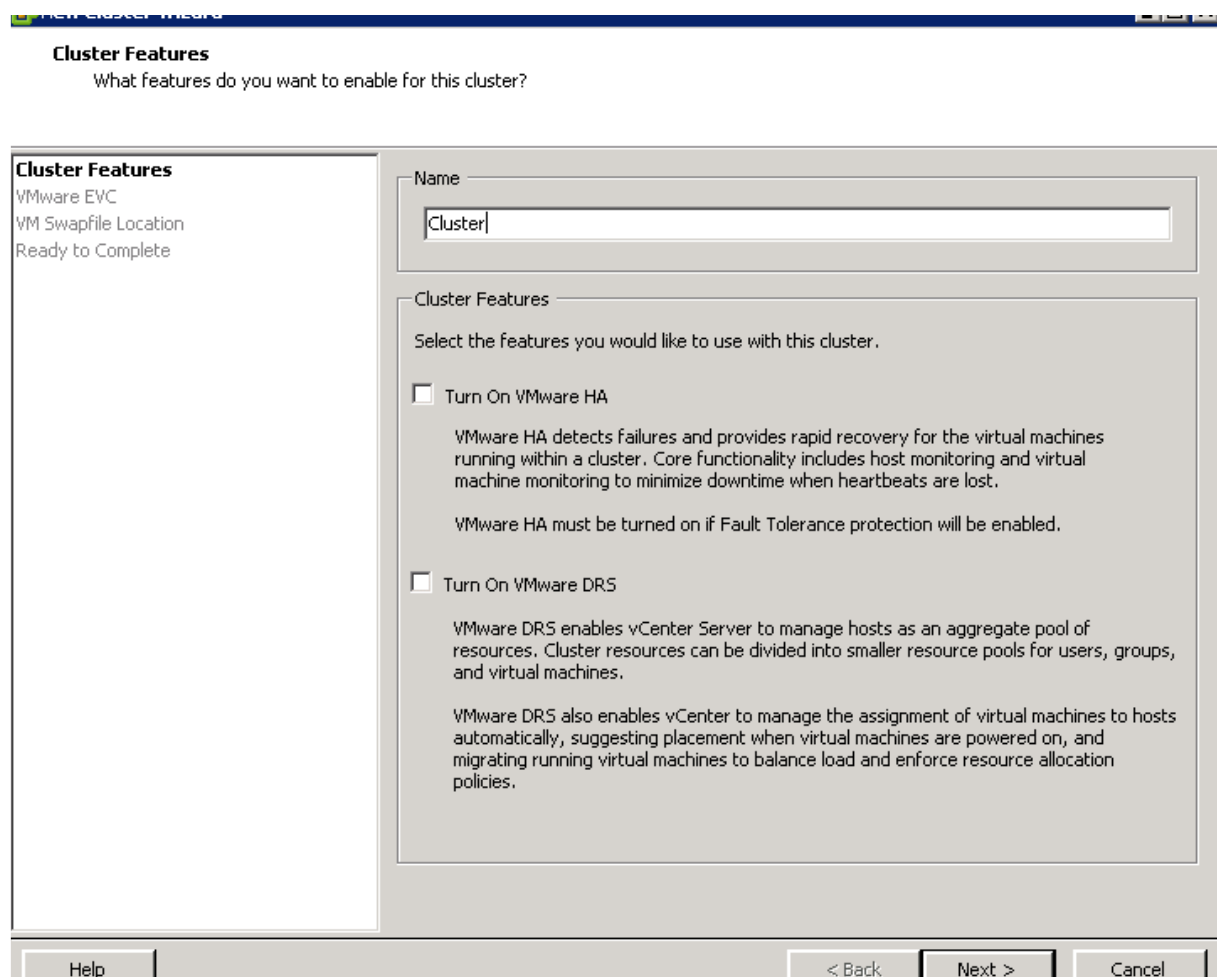 New Cluster Wizard
Cluster Features
What features do you want to enable for this cluster?
Cluster Features
VMware EVC
VM Swapfile Location
Ready to Complete
Name
Cluster
Cluster Features
Select the features you would like to use with this cluster.
Turn On VMware HA
VMware HA detects failures and provides rapid recovery for the virtual machines
running within a cluster. Core functionality includes host monitoring and virtual
machine monitoring to minimize downtime when heartbeats are lost.
VMware HA must be turned on if Fault Tolerance protection will be enabled.
Turn On VMware DRS
VMware DRS enables vCenter Server to manage hosts as an aggregate pool of
resources. Cluster resources can be divided into smaller resource pools for users, groups,
and virtual machines.
VMware DRS also enables vCenter to manage the assignment of virtual machines to hosts
automatically, suggesting placement when virtual machines are powered on, and
migrating running virtual machines to balance load and enforce resource allocation
policies.
Help
< Back
Next >
Cancel